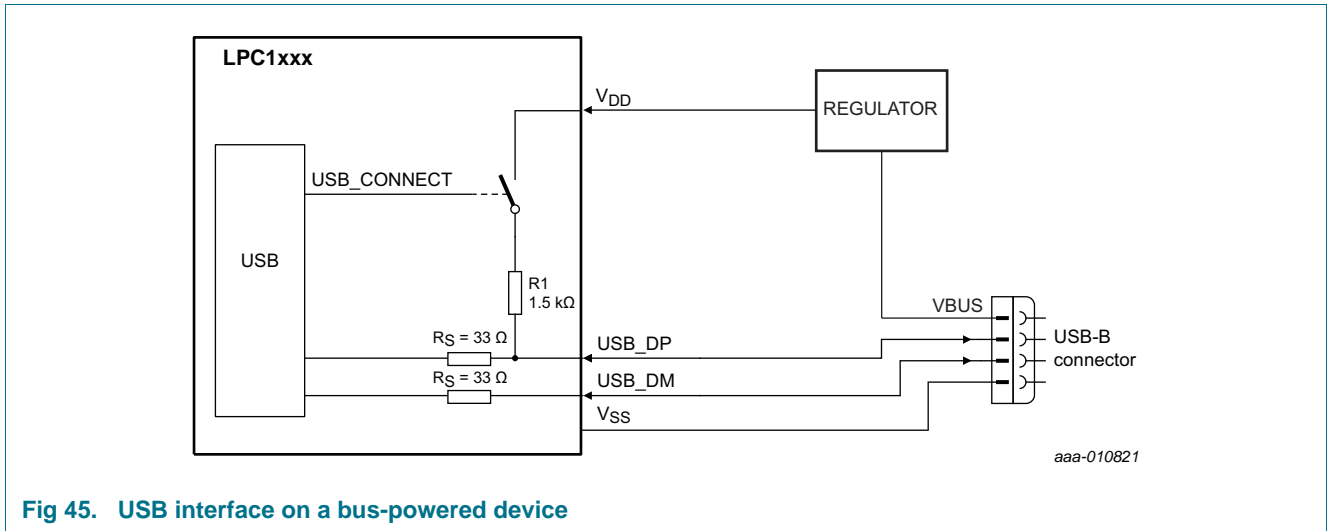 LPC1xxx
VDD
REGULATOR
USB_CONNECT
USB
R1
1.5 kΩ
VBUS
RS = 33 Ω
USB_DP
USB-B
connector
RS = 33 Ω
USB_DM
VSS
aaa-010821
Fig 45. USB interface on a bus-powered device